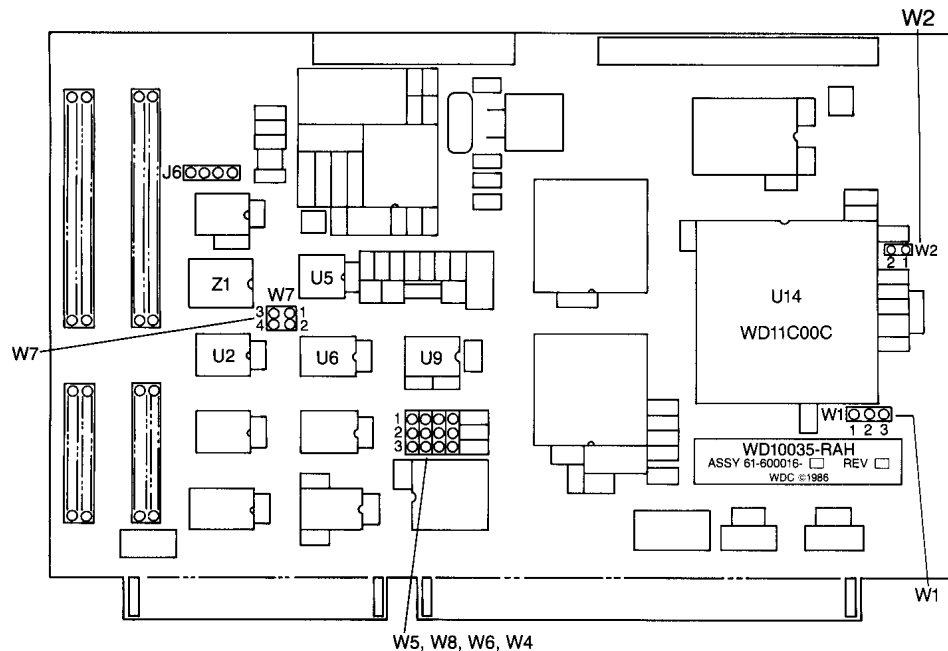 W2
J6
W2
2 1
Z1
U5
U14
WD11C00C
W7
3 1
4 2
W7
U2
U6
U9
1
2
3
W1
1 2 3
WD10035-RAH
ASSY 61-600016- REV
WDC ©1986
W1
W5, W8, W6, W4